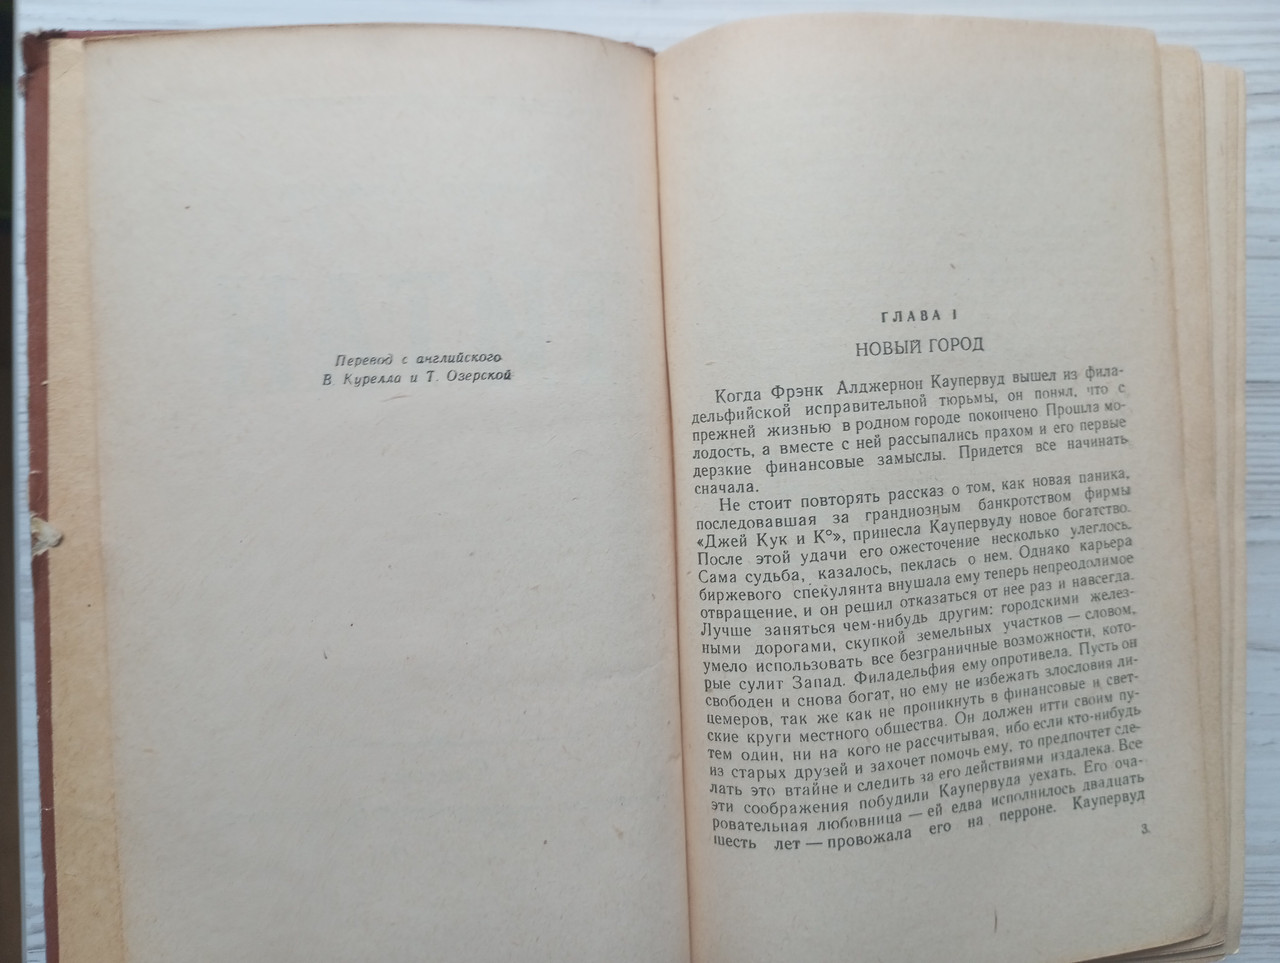 Перевод с английского
В. Курелла и Т. Озерской
ГЛАВА I
НОВЫЙ ГОРОД
Когда Фрэнк Алджернон Каупервуд вышел из фила-
дельфийской исправительной тюрьмы, он понял, что с
прежней жизнью в родном городе покончено Прошла мо-
лодость, а вместе с ней рассыпались прахом и его первые
дерзкие финансовые замыслы. Придется все начинать
сначала.
Не стоит повторять рассказ о том, как новая паника,
последовавшая за грандиозным банкротством фирмы
«Джей Кук и К°», принесла Каупервуду новое богатство.
После этой удачи его ожесточение несколько улеглось.
Сама судьба, казалось, пеклась о нем. Однако карьера
биржевого спекулянта внушала ему теперь непреодолимое
отвращение, и он решил отказаться от нее раз и навсегда.
Лучше заняться чем-нибудь другим: городскими желез-
ными дорогами, скупкой земельных участков — словом,
умело использовать все безграничные возможности, кото-
рые сулит Запад. Филадельфия ему опротивела. Пусть он
свободен и снова богат, но ему не избежать злословия ли-
цемеров, так же как не проникнуть в финансовые и свет-
ские круги местного общества. Он должен итти своим пу-
тем один, ни на кого не рассчитывая, ибо если кто-нибудь
из старых друзей и захочет помочь ему, то предпочтет сде-
лать это втайне и следить за его действиями издалека. Все
эти соображения побудили Каупервуда уехать. Его оча-
ровательная любовница — ей едва исполнилось двадцать
шесть лет — провожала его на перроне. Каупервуд
3.